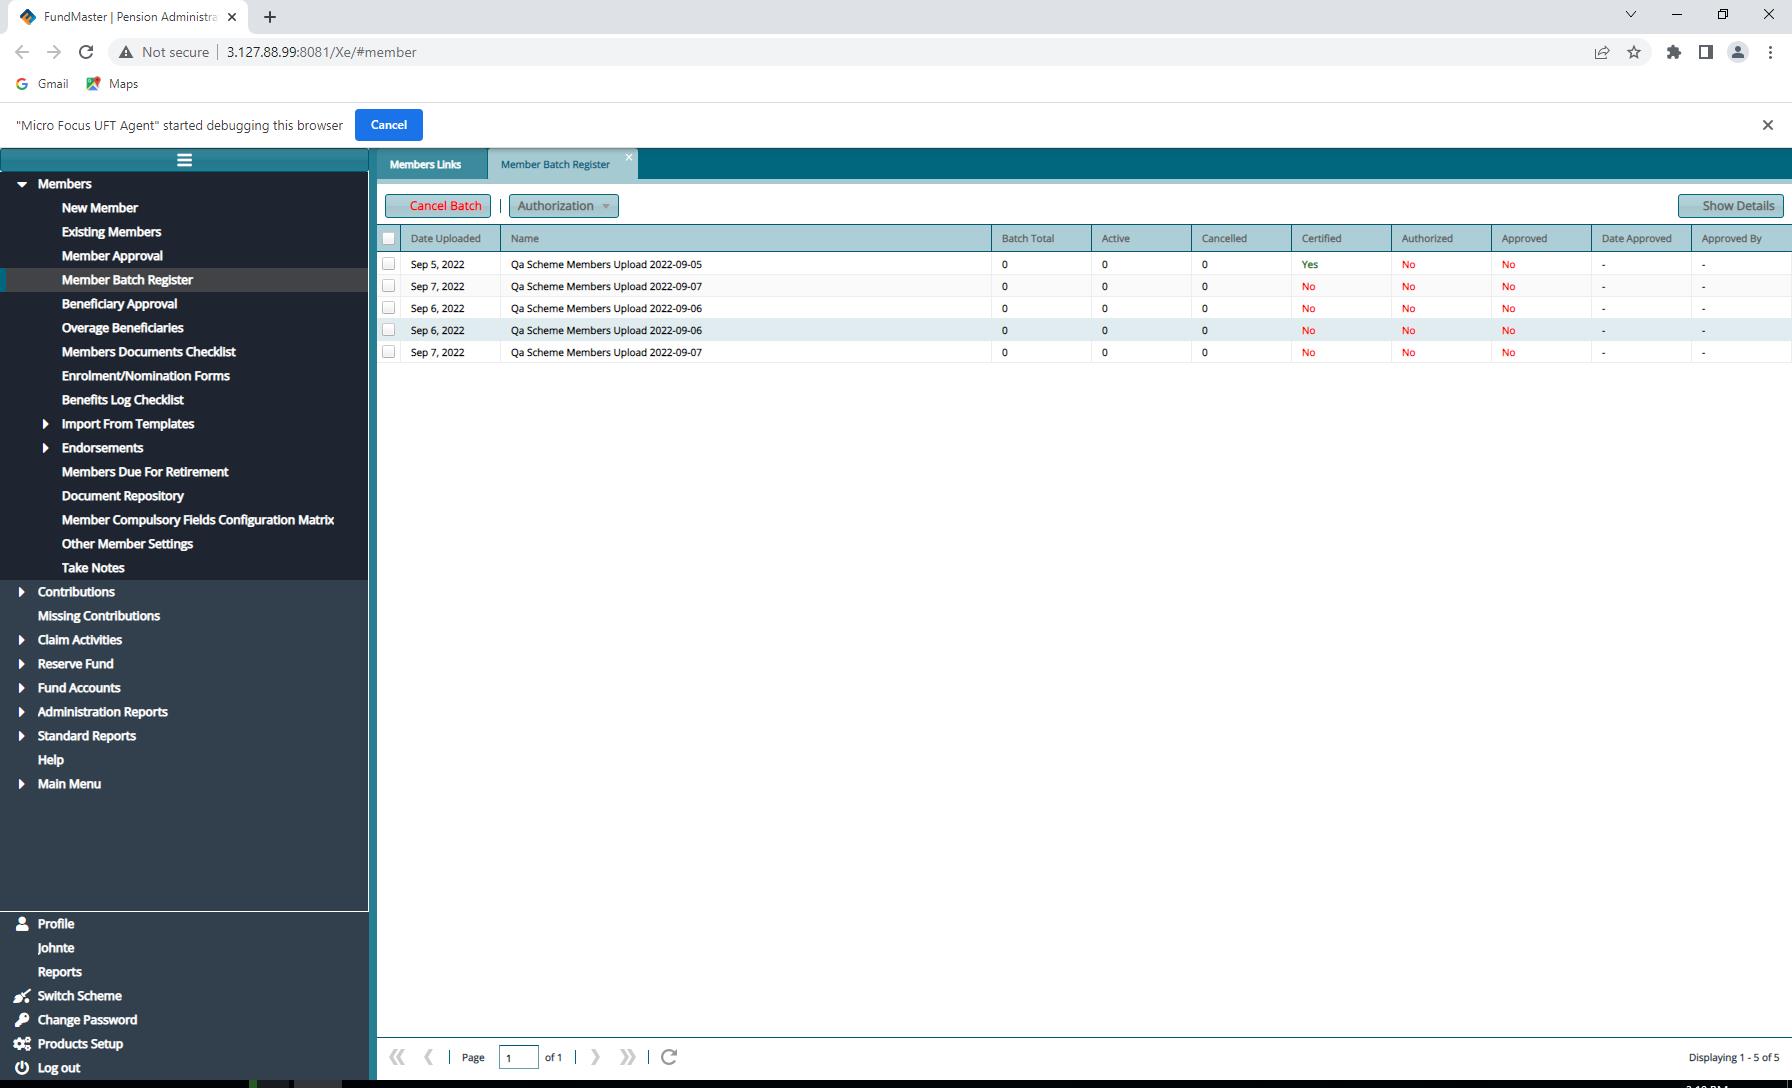 FundMaster | Pension Administra
Not secure
3.127.88.99:8081/Xe/#member
Gmail
Maps
"Micro Focus UFT Agent" started debugging this browser
Cancel
Members
New Member
Existing Members
Member Approval
Member Batch Register
Beneficiary Approval
Overage Beneficiaries
Members Documents Checklist
Enrolment/Nomination Forms
Benefits Log Checklist
Import From Templates
Endorsements
Members Due For Retirement
Document Repository
Member Compulsory Fields Configuration Matrix
Other Member Settings
Take Notes
Contributions
Missing Contributions
Claim Activities
Reserve Fund
Fund Accounts
Administration Reports
Standard Reports
Help
Main Menu
Profile
Johnte
Reports
Switch Scheme
Change Password
Products Setup
Log out
Members Links
Member Batch Register
Cancel Batch
Authorization
Show Details
Date Uploaded Name Batch Total Active Cancelled Certified Authorized Approved Date Approved Approved By
Sep 5, 2022 Qa Scheme Members Upload 2022-09-05 0 0 0 Yes No No - -
Sep 7, 2022 Qa Scheme Members Upload 2022-09-07 0 0 0 No No No - -
Sep 6, 2022 Qa Scheme Members Upload 2022-09-06 0 0 0 No No No - -
Sep 6, 2022 Qa Scheme Members Upload 2022-09-06 0 0 0 No No No - -
Sep 7, 2022 Qa Scheme Members Upload 2022-09-07 0 0 0 No No No - -
Page 1 of 1
Displaying 1 - 5 of 5